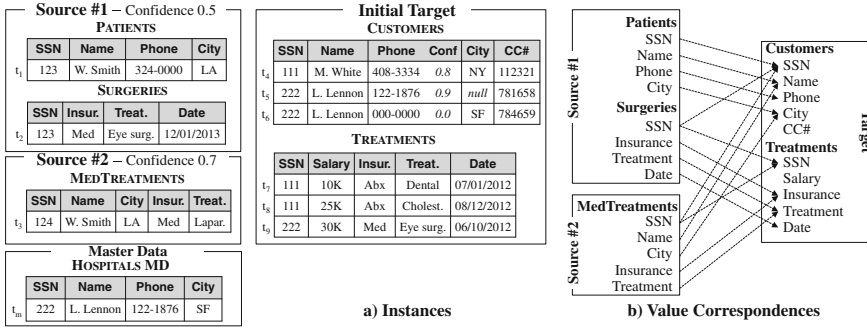 Source #1 – Confidence 0.5
PATIENTS
SSN Name Phone City
t1 123 W. Smith 324-0000 LA
SURGERIES
SSN Insur. Treat. Date
t2 123 Med Eye surg. 12/01/2013
Source #2 – Confidence 0.7
MEDTREATMENTS
SSN Name City Insur. Treat.
t3 124 W. Smith LA Med Lapar.
Master Data
HOSPITALS MD
SSN Name Phone City
tm 222 L. Lennon 122-1876 SF
Initial Target
CUSTOMERS
SSN Name Phone Conf City CC#
t4 111 M. White 408-3334 0.8 NY 112321
t5 222 L. Lennon 122-1876 0.9 null 781658
t6 222 L. Lennon 000-0000 0.0 SF 784659
TREATMENTS
SSN Salary Insur. Treat. Date
t7 111 10K Abx Dental 07/01/2012
t8 111 25K Abx Cholest. 08/12/2012
t9 222 30K Med Eye surg. 06/10/2012
a) Instances
Source #1
Patients
SSN
Name
Phone
City
Surgeries
SSN
Insurance
Treatment
Date
Source #2
MedTreatments
SSN
Name
City
Insurance
Treatment
Customers
SSN
Name
Phone
City
CC#
Treatments
SSN
Salary
Insurance
Treatment
Date
Target
b) Value Correspondences